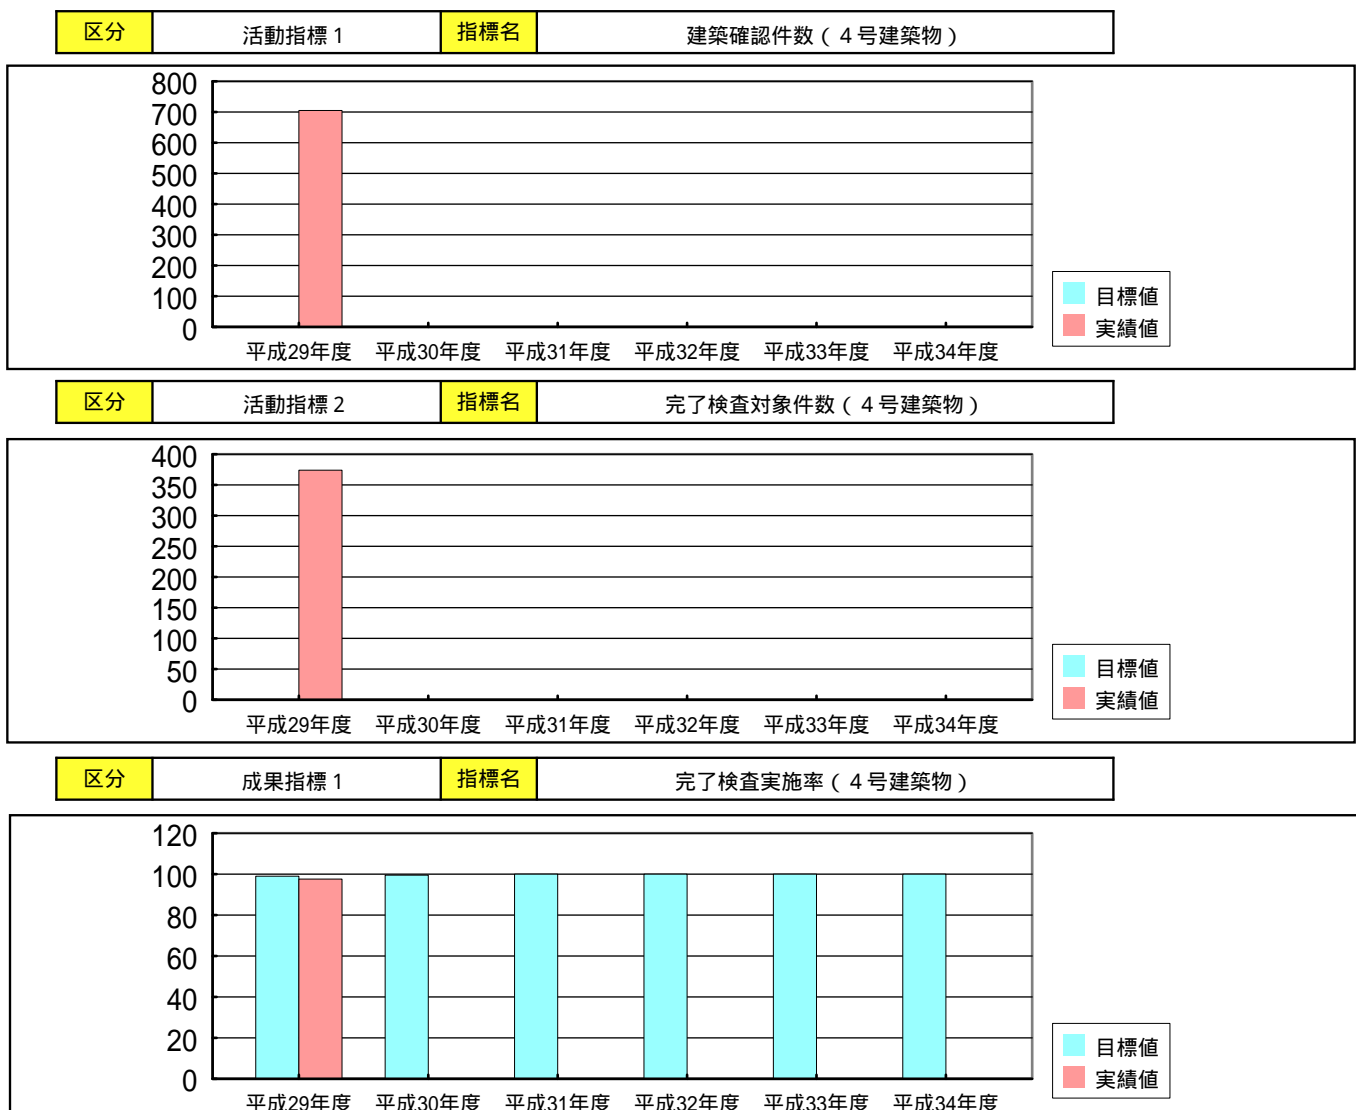 区分 活動指標１ 指標名 建築確認件数（４号建築物）
800
700
600
500
400
300
200
100
0
平成29年度 平成30年度 平成31年度 平成32年度 平成33年度 平成34年度
目標値
実績値
区分 活動指標２ 指標名 完了検査対象件数（４号建築物）
400
350
300
250
200
150
100
50
0
平成29年度 平成30年度 平成31年度 平成32年度 平成33年度 平成34年度
目標値
実績値
区分 成果指標１ 指標名 完了検査実施率（４号建築物）
120
100
80
60
40
20
0
平成29年度 平成30年度 平成31年度 平成32年度 平成33年度 平成34年度
目標値
実績値